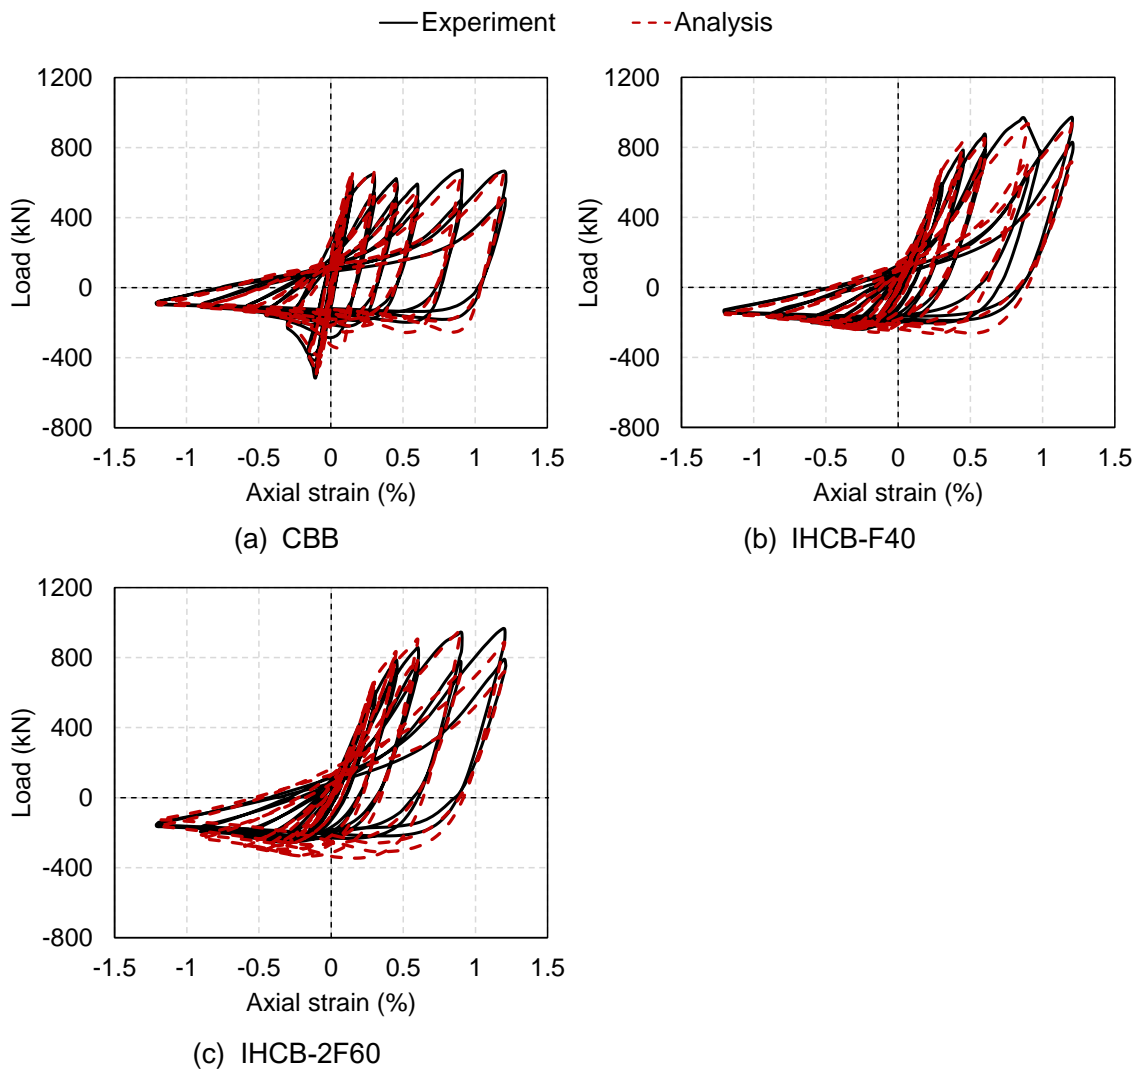 Experiment
Analysis
1200
800
400
0
-400
-800
-1.5 -1 -0.5 0 0.5 1 1.5
Load (kN)
Axial strain (%)
(a) CBB
1200
800
400
0
-400
-800
-1.5 -1 -0.5 0 0.5 1 1.5
Load (kN)
Axial strain (%)
(b) IHCB-F40
1200
800
400
0
-400
-800
-1.5 -1 -0.5 0 0.5 1 1.5
Load (kN)
Axial strain (%)
(c) IHCB-2F60